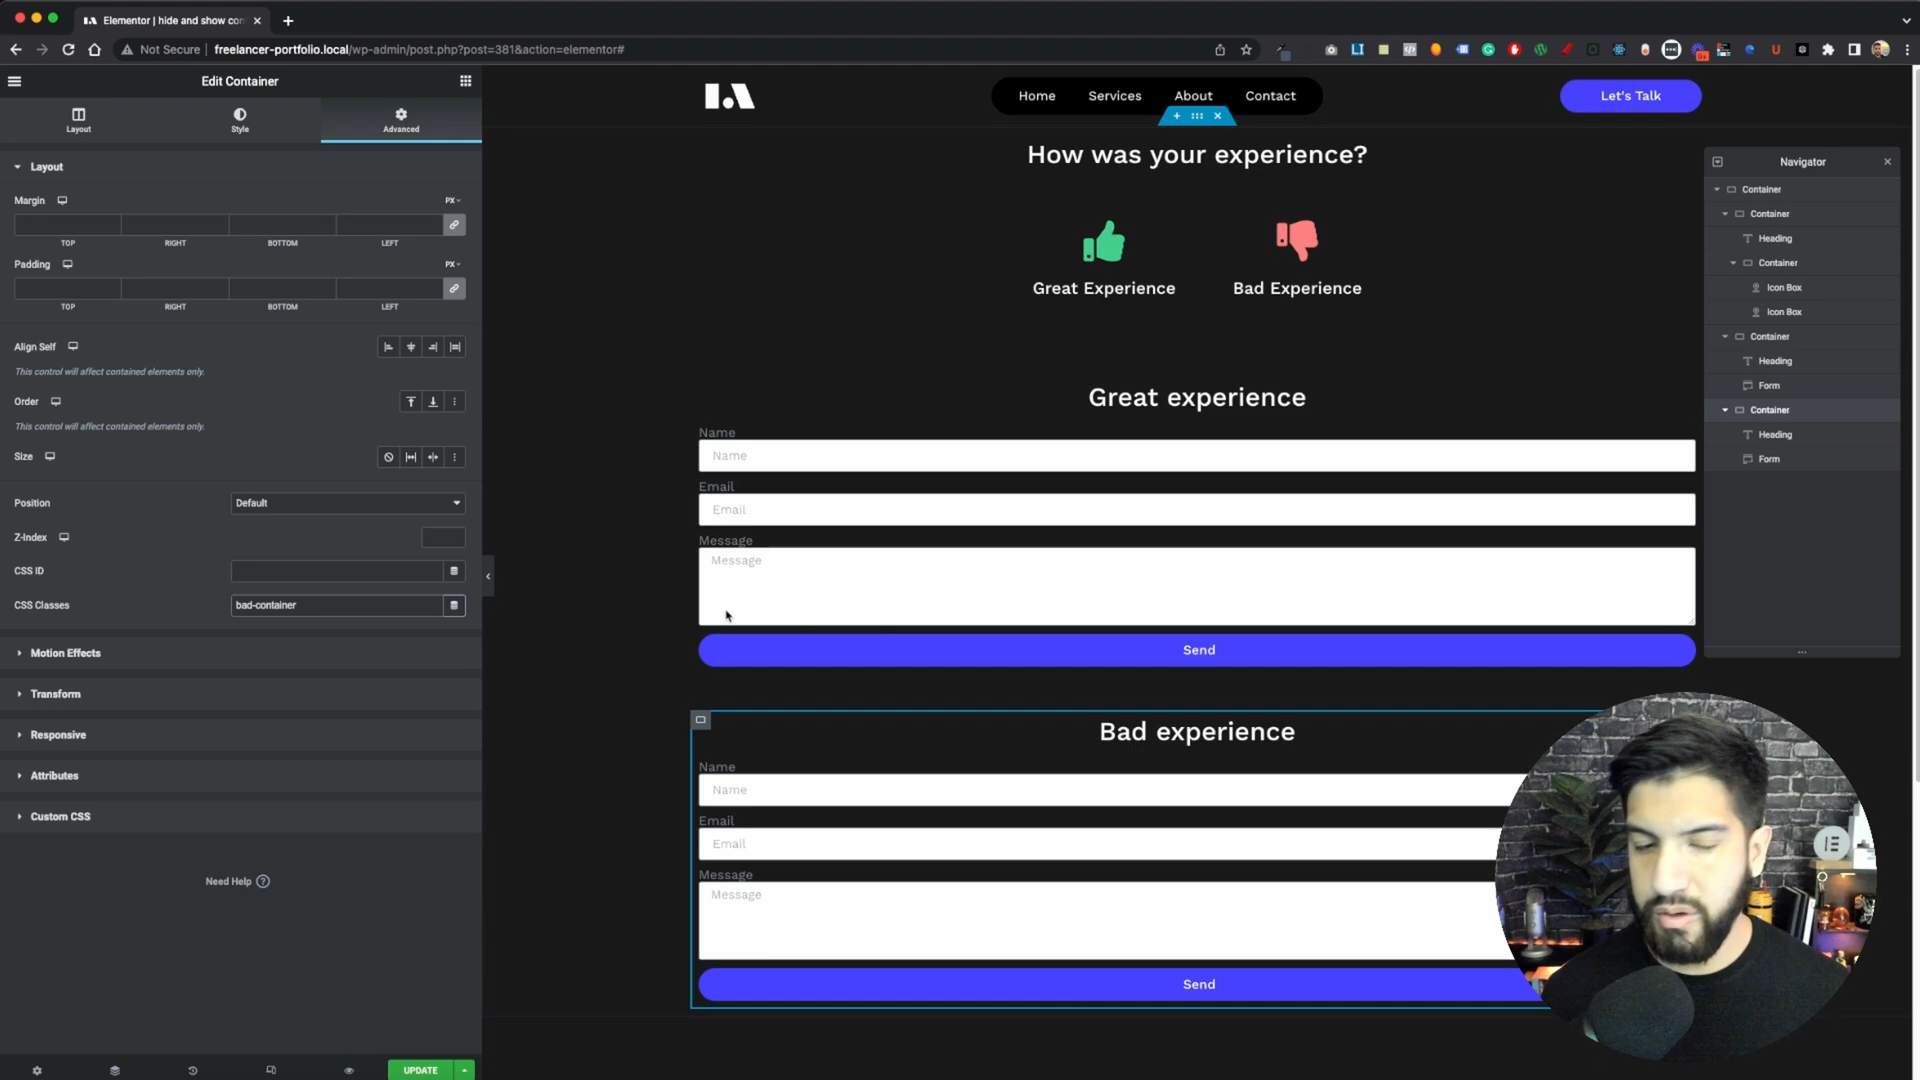 Elementor | hide and show con
Not Secure | freelancer-portfolio.local/wp-admin/post.php?post=381&action=elementor#
Edit Container
Layout
Style
Advanced
Layout
Margin
PX
TOP RIGHT BOTTOM LEFT
Padding
PX
TOP RIGHT BOTTOM LEFT
Align Self
This control will affect contained elements only.
Order
This control will affect contained elements only.
Size
Position
Default
Z-Index
CSS ID
CSS Classes
bad-container
Motion Effects
Transform
Responsive
Attributes
Custom CSS
Need Help ?
UPDATE
Home Services About Contact
Let's Talk
How was your experience?
Great Experience
Bad Experience
Great experience
Name
Name
Email
Email
Message
Message
Send
Bad experience
Name
Name
Email
Email
Message
Message
Send
Navigator
Container
Container
Heading
Container
Icon Box
Icon Box
Container
Heading
Form
Container
Heading
Form